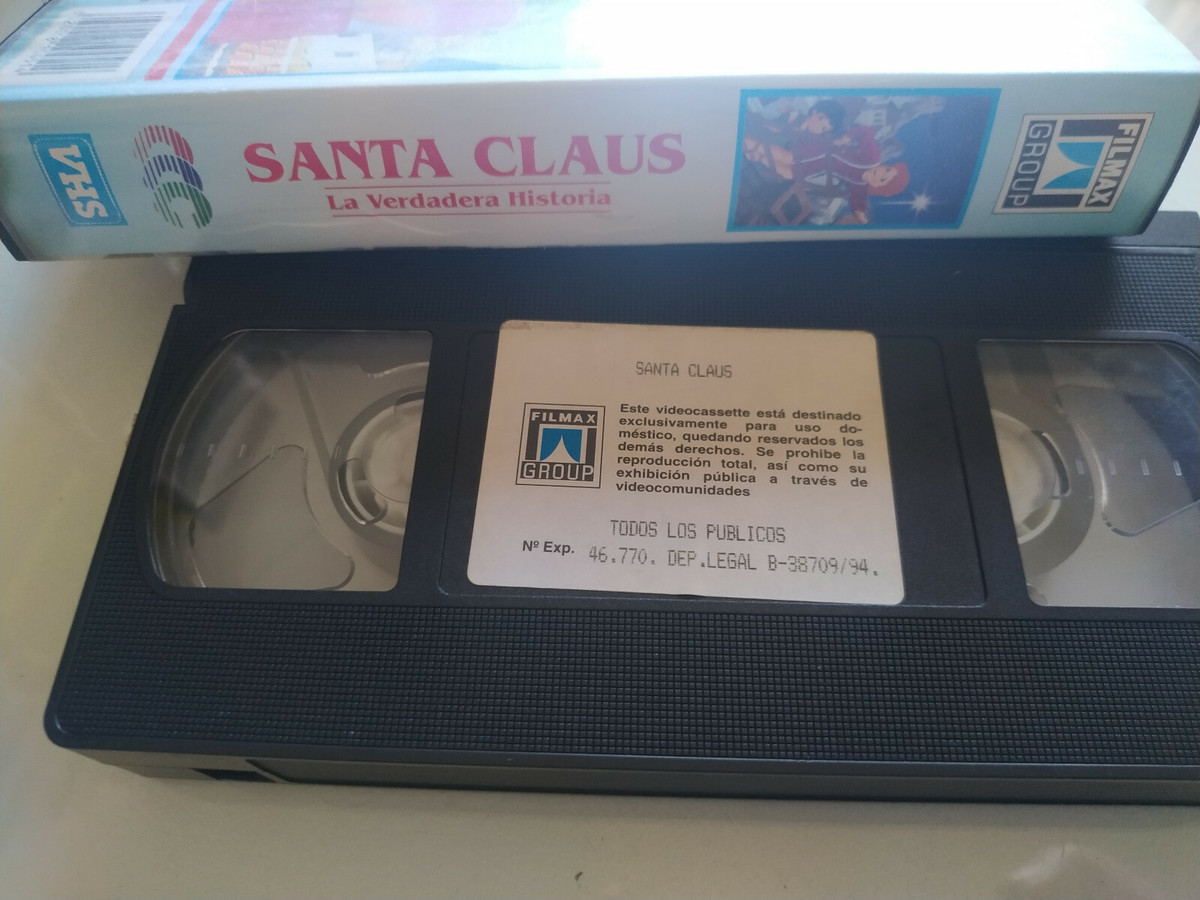 VHS
SANTA CLAUS
La Verdadera Historia
FILMAX
GROUP
SANTA CLAUS
FILMAX
GROUP
Este videocassette está destinado
exclusivamente para uso do-
méstico, quedando reservados los
demás derechos. Se prohibe la
reproducción total, así como su
exhibición pública a través de
videocomunidades
TODOS LOS PUBLICOS
Nº Exp. 46.770. DEP.LEGAL B-38709/94.